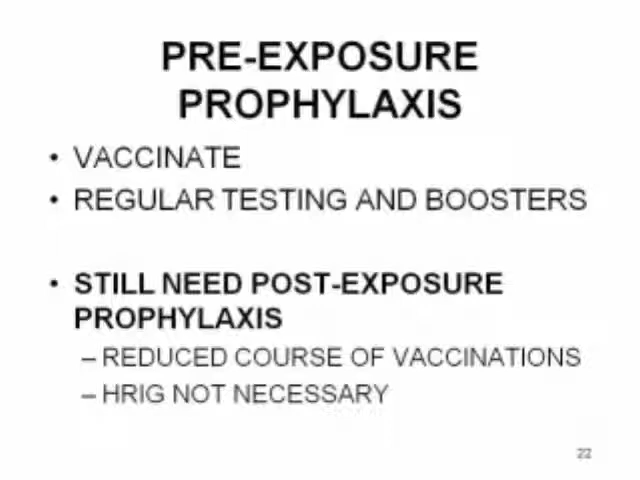 PRE-EXPOSURE
PROPHYLAXIS
• VACCINATE
• REGULAR TESTING AND BOOSTERS
• STILL NEED POST-EXPOSURE
PROPHYLAXIS
– REDUCED COURSE OF VACCINATIONS
– HRIG NOT NECESSARY
22